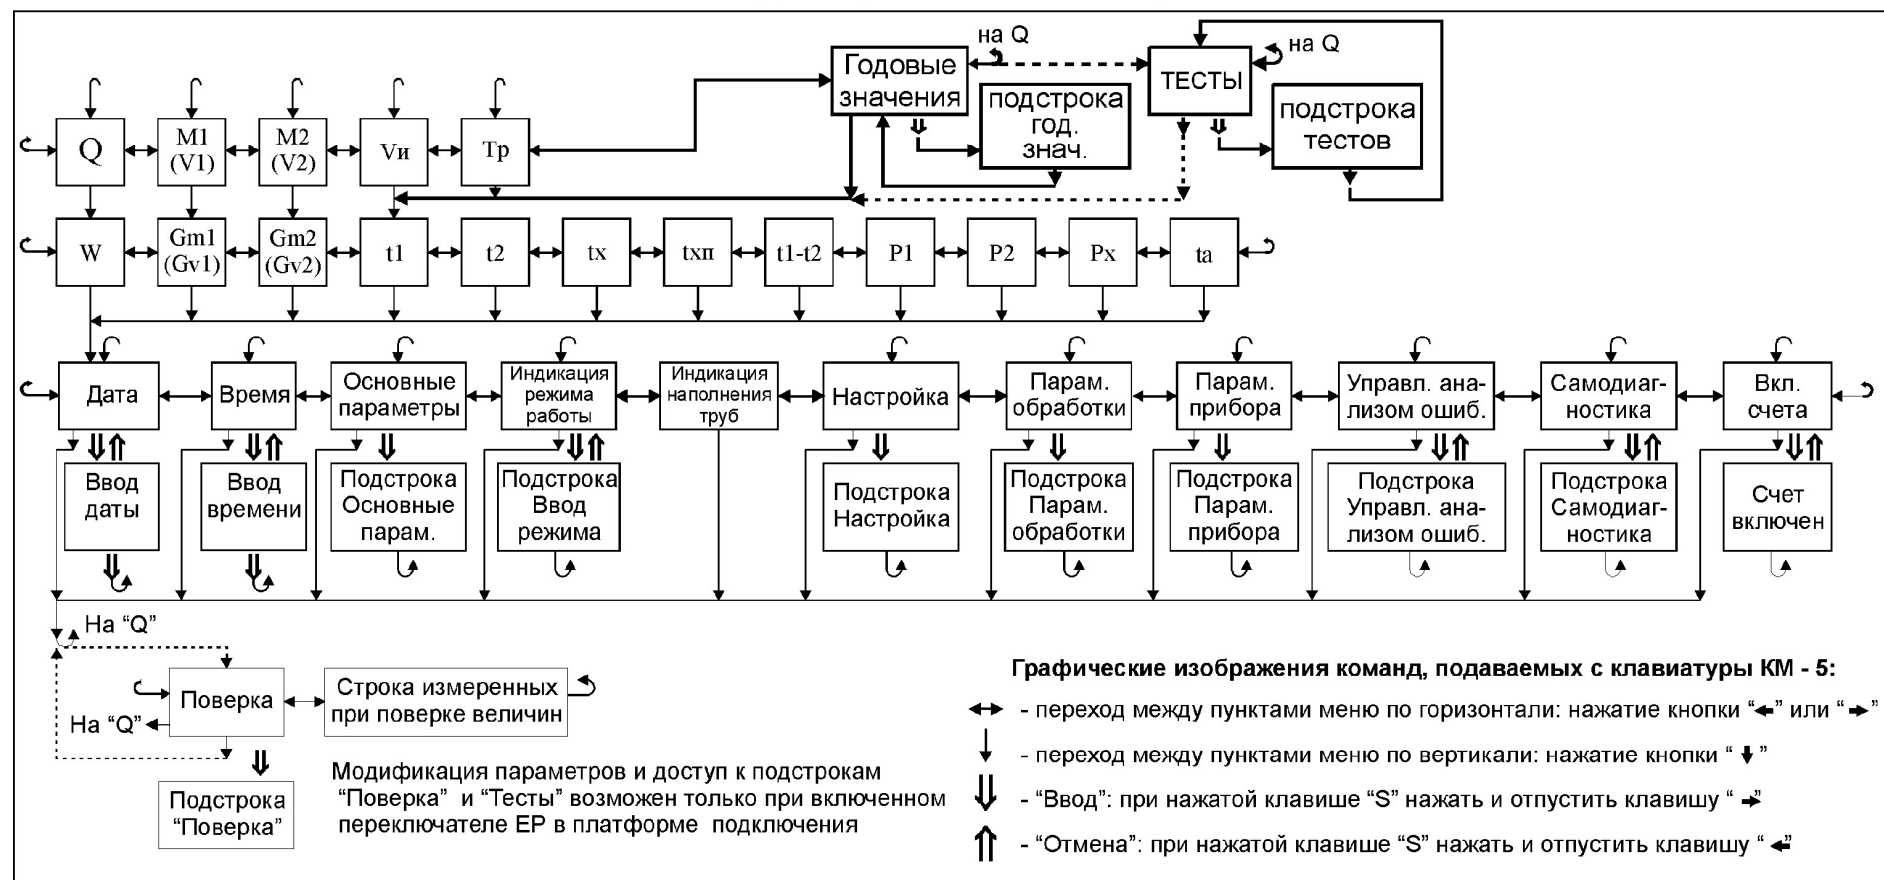 на Q
на Q
Годовые
значения
ТЕСТЫ
подстрока
год.
знач.
подстрока
тестов
Q
M1
(V1)
M2
(V2)
Vи
Тр
W
Gm1
(Gv1)
Gm2
(Gv2)
t1
t2
tx
tхп
t1-t2
P1
P2
Px
ta
Дата
Время
Основные
параметры
Индикация
режима
работы
Индикация
наполнения
труб
Настройка
Парам.
обработки
Парам.
прибора
Управл. ана-
лизом ошиб.
Самодиаг-
ностика
Вкл.
счета
Ввод
даты
Ввод
времени
Подстрока
Основные
парам.
Подстрока
Ввод
режима
Подстрока
Настройка
Подстрока
Парам.
обработки
Подстрока
Парам.
прибора
Подстрока
Управл. ана-
лизом ошиб.
Подстрока
Самодиаг-
ностика
Счет
включен
На “Q”
Поверка
На “Q”
Строка измеренных
при поверке величин
Подстрока
“Поверка”
Модификация параметров и доступ к подстрокам
“Поверка” и “Тесты” возможен только при включенном
переключателе EP в платформе подключения
Графические изображения команд, подаваемых с клавиатуры КМ - 5:
- переход между пунктами меню по горизонтали: нажатие кнопки “←” или “→”
- переход между пунктами меню по вертикали: нажатие кнопки “↓”
- “Ввод”: при нажатой клавише “S” нажать и отпустить клавишу “→”
- “Отмена”: при нажатой клавише “S” нажать и отпустить клавишу “←”